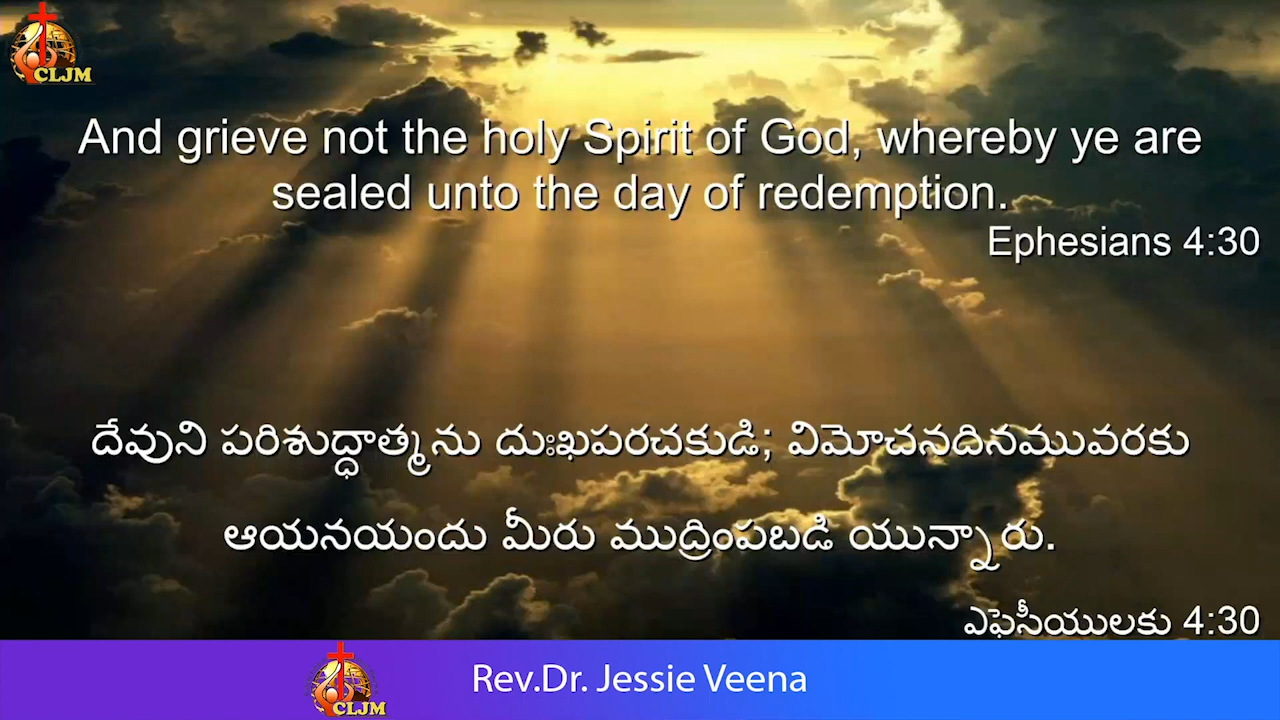 CLJM
And grieve not the holy Spirit of God, whereby ye are
sealed unto the day of redemption.
Ephesians 4:30
దేవుని పరిశుద్ధాత్మను దుఃఖపరచకుడి; విమోచనదినమువరకు
ఆయనయందు మీరు ముద్రింపబడి యున్నారు.
ఎఫెసీయులకు 4:30
CLJM
Rev.Dr. Jessie Veena